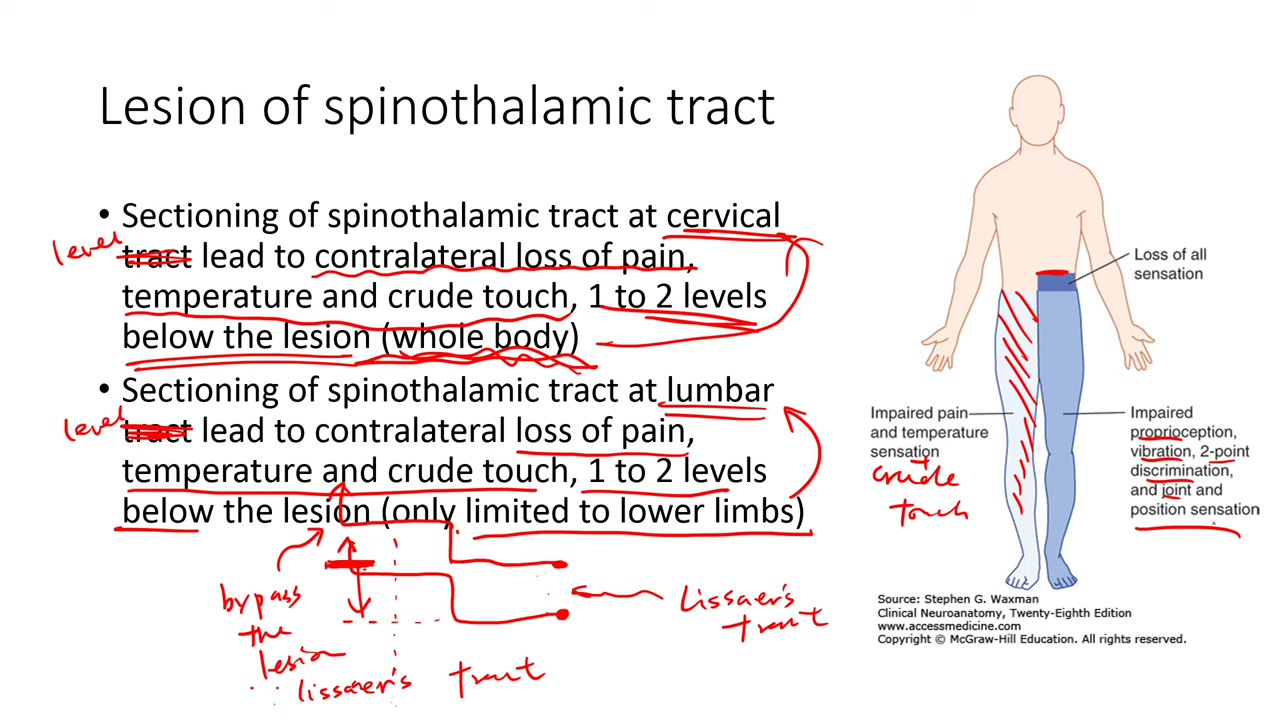 Lesion of spinothalamic tract
• Sectioning of spinothalamic tract at cervical
level tract lead to contralateral loss of pain,
temperature and crude touch, 1 to 2 levels
below the lesion (whole body)
• Sectioning of spinothalamic tract at lumbar
level tract lead to contralateral loss of pain,
temperature and crude touch, 1 to 2 levels
below the lesion (only limited to lower limbs)
bypass
the
lesion
lissaer's tract
Lissaer's
tract
Loss of all
sensation
Impaired pain
and temperature
sensation
crude
touch
Impaired
proprioception,
vibration, 2-point
discrimination,
and joint and
position sensation
Source: Stephen G. Waxman
Clinical Neuroanatomy, Twenty-Eighth Edition
www.accessmedicine.com
Copyright © McGraw-Hill Education. All rights reserved.